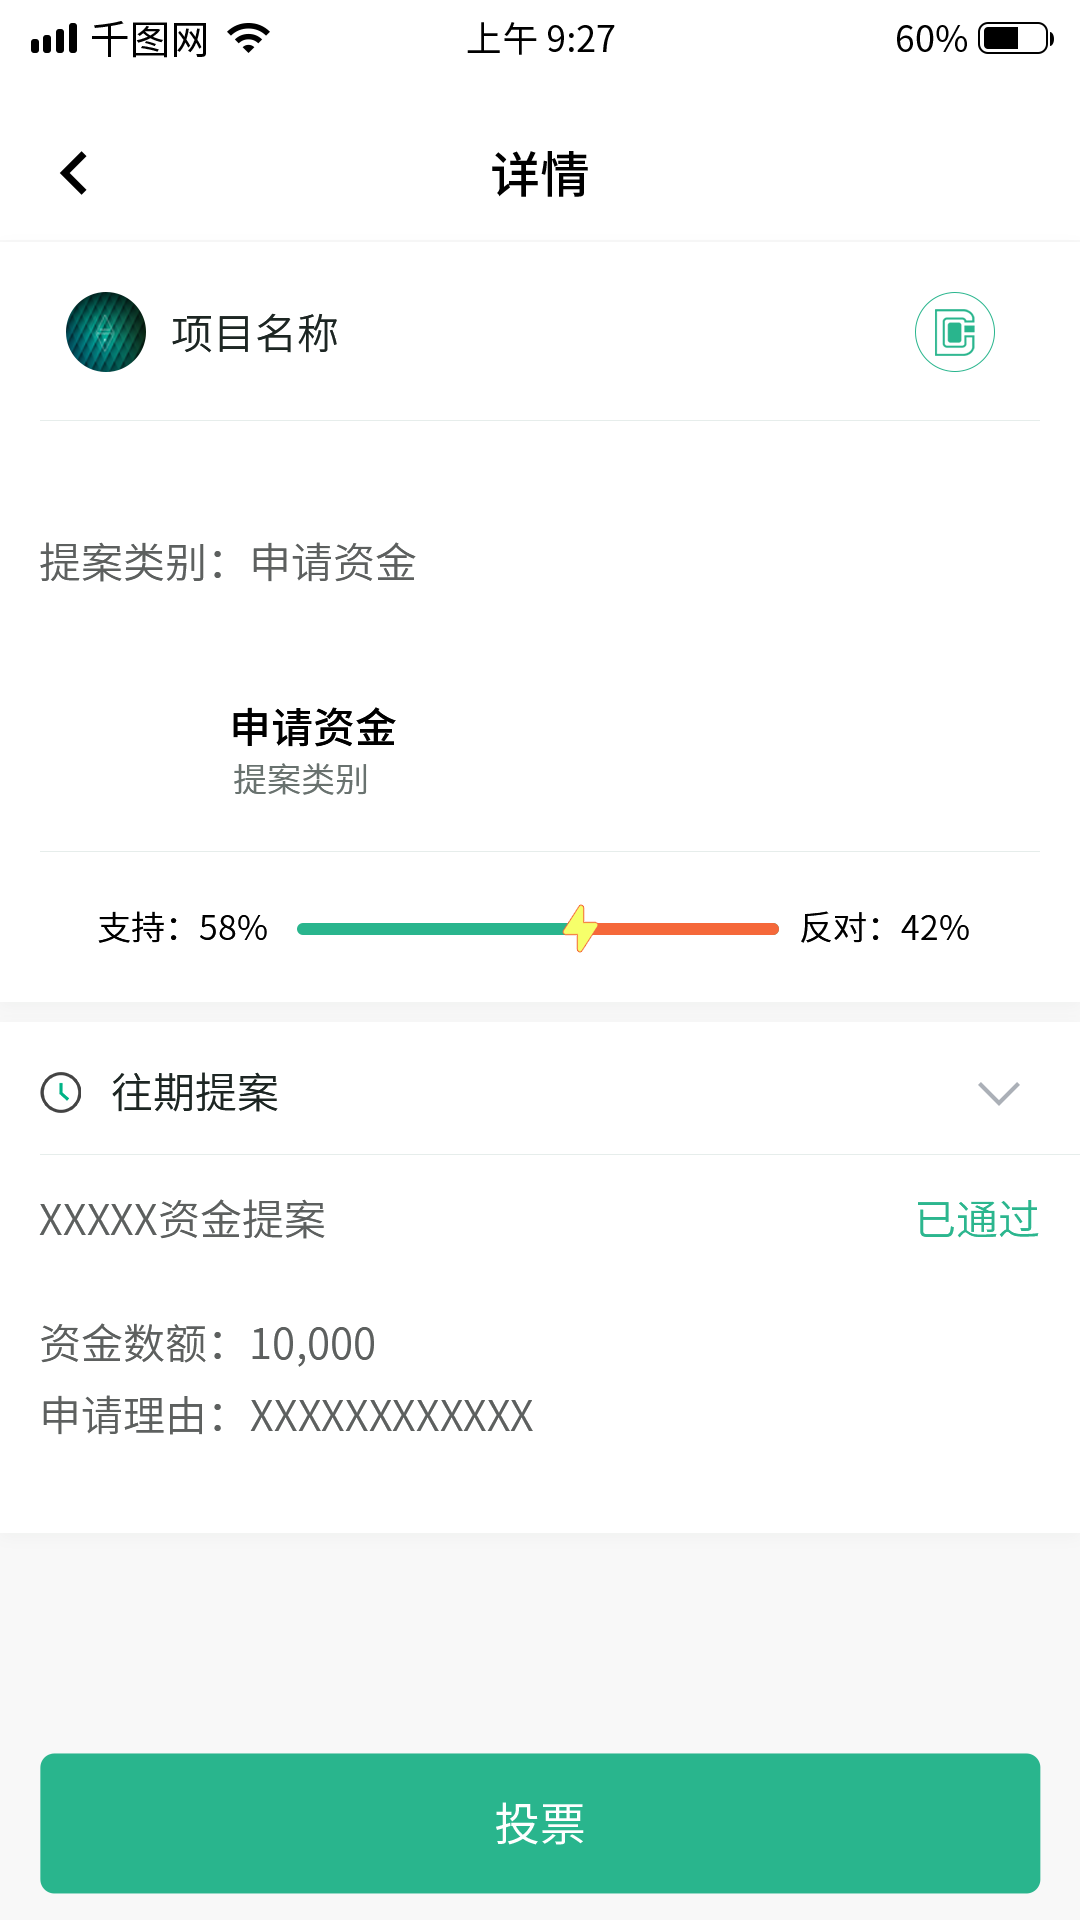 千图网 上午 9:27 60%
详情
项目名称
提案类别：申请资金
申请资金
提案类别
支持：58% 反对：42%
往期提案
XXXXX资金提案 已通过
资金数额：10,000
申请理由：XXXXXXXXXXXX
投票